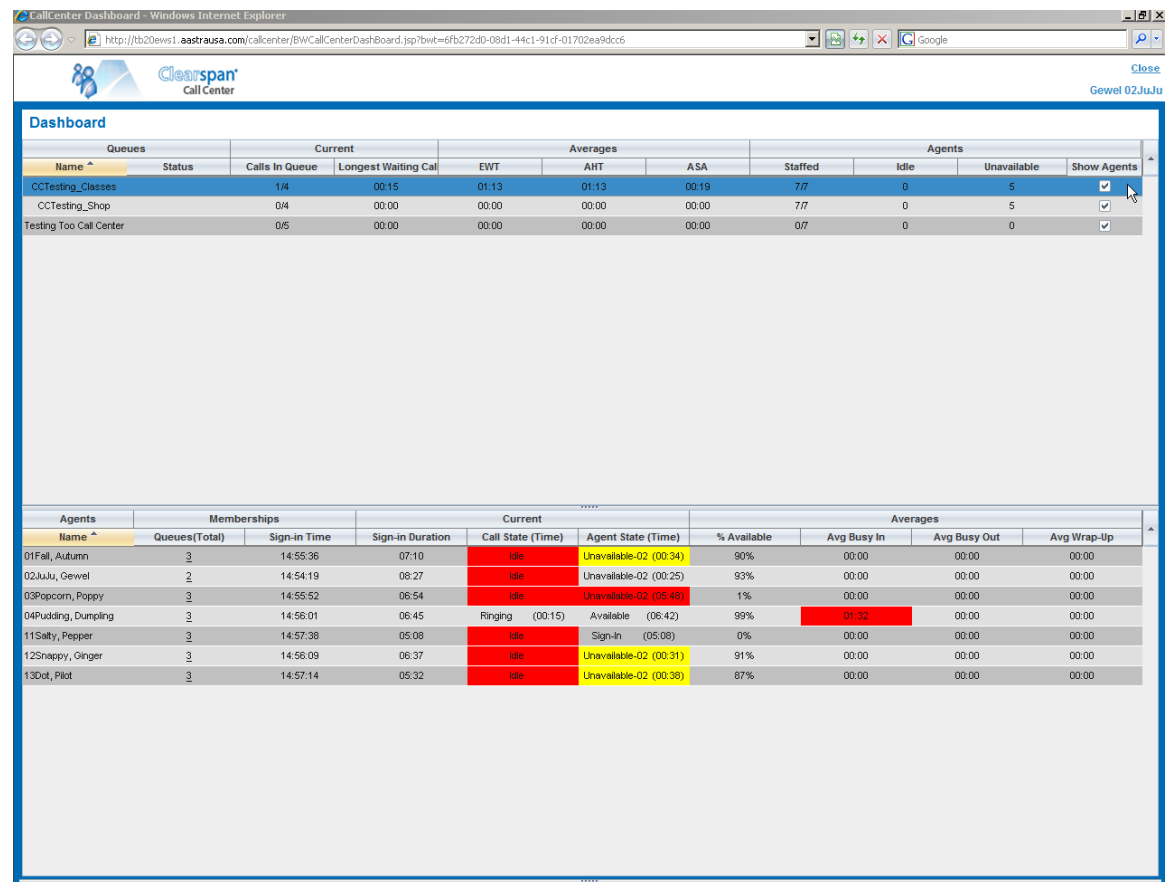 CallCenter Dashboard - Windows Internet Explorer
http://tb20ews1.aastrausa.com/callcenter/BWCallCenterDashBoard.jsp?bwt=6fb272d0-08d1-44c1-91cf-01702ea9dcc6 Google
Clearspan Close
Call Center Gewel 02JuJu
Dashboard
Queues Current Averages Agents
Name Status Calls In Queue Longest Waiting Cal EWT AHT ASA Staffed Idle Unavailable Show Agents
CCTesting_Classes 1/4 00:15 01:13 01:13 00:19 7/7 0 5
CCTesting_Shop 0/4 00:00 00:00 00:00 00:00 7/7 0 5
Testing Too Call Center 0/5 00:00 00:00 00:00 00:00 0/7 0 0
Agents Memberships Current Averages
Name Queues(Total) Sign-in Time Sign-in Duration Call State (Time) Agent State (Time) % Available Avg Busy In Avg Busy Out Avg Wrap-Up
01Fall, Autumn 3 14:55:36 07:10 Idle Unavailable-02 (00:34) 90% 00:00 00:00 00:00
02JuJu, Gewel 2 14:54:19 08:27 Idle Unavailable-02 (00:25) 93% 00:00 00:00 00:00
03Popcorn, Poppy 3 14:55:52 06:54 Idle Unavailable-02 (05:48) 1% 00:00 00:00 00:00
04Pudding, Dumpling 3 14:56:01 06:45 Ringing (00:15) Available (06:42) 99% 01:32 00:00 00:00
11Salty, Pepper 3 14:57:38 05:08 Idle Sign-In (05:08) 0% 00:00 00:00 00:00
12Snappy, Ginger 3 14:56:09 06:37 Idle Unavailable-02 (00:31) 91% 00:00 00:00 00:00
13Dot, Pilot 3 14:57:14 05:32 Idle Unavailable-02 (00:38) 87% 00:00 00:00 00:00